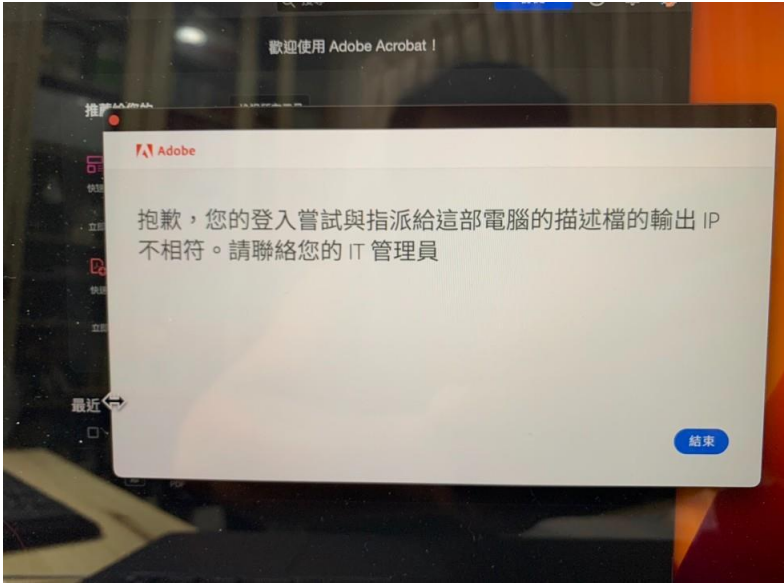 歡迎使用 Adobe Acrobat！
Adobe
抱歉，您的登入嘗試與指派給這部電腦的描述檔的輸出 IP
不相符。請聯絡您的 IT 管理員
最近
結束
PDF